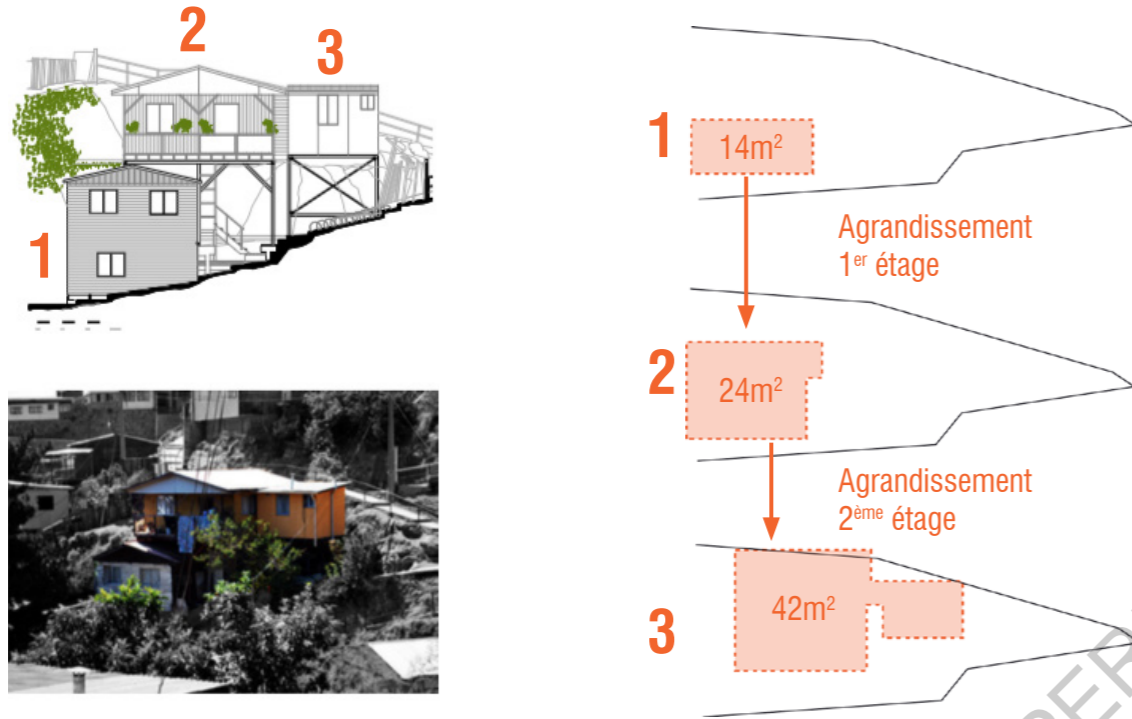 2
3
1
1
14m²
Agrandissement
1er étage
2
24m²
Agrandissement
2ème étage
3
42m²